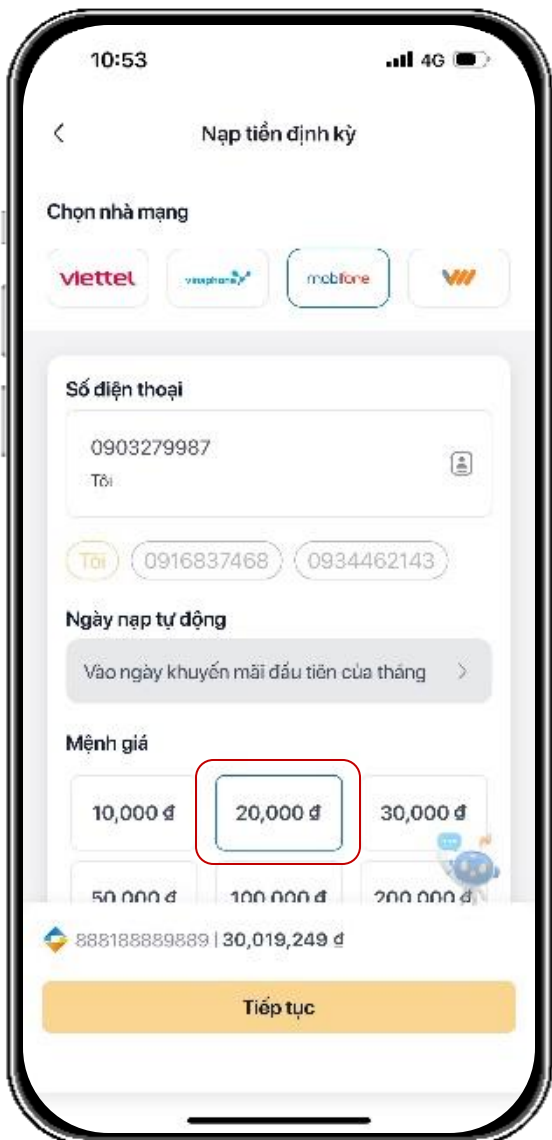 10:53
4G
Nạp tiền định kỳ
Chọn nhà mạng
viettel vinaphone mobifone
Số điện thoại
0903279987
Tôi
Tôi 0916837468 0934462143
Ngày nạp tự động
Vào ngày khuyến mãi đầu tiên của tháng
Mệnh giá
10,000 đ 20,000 đ 30,000 đ
50,000 đ 100,000 đ 200,000 đ
888188889889 | 30,019,249 đ
Tiếp tục